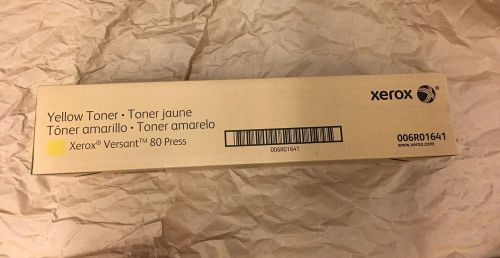 Yellow Toner • Toner jaune
Tóner amarillo • Toner amarelo
Xerox® Versant™ 80 Press
006R01641
xerox
006R01641
www.xerox.com